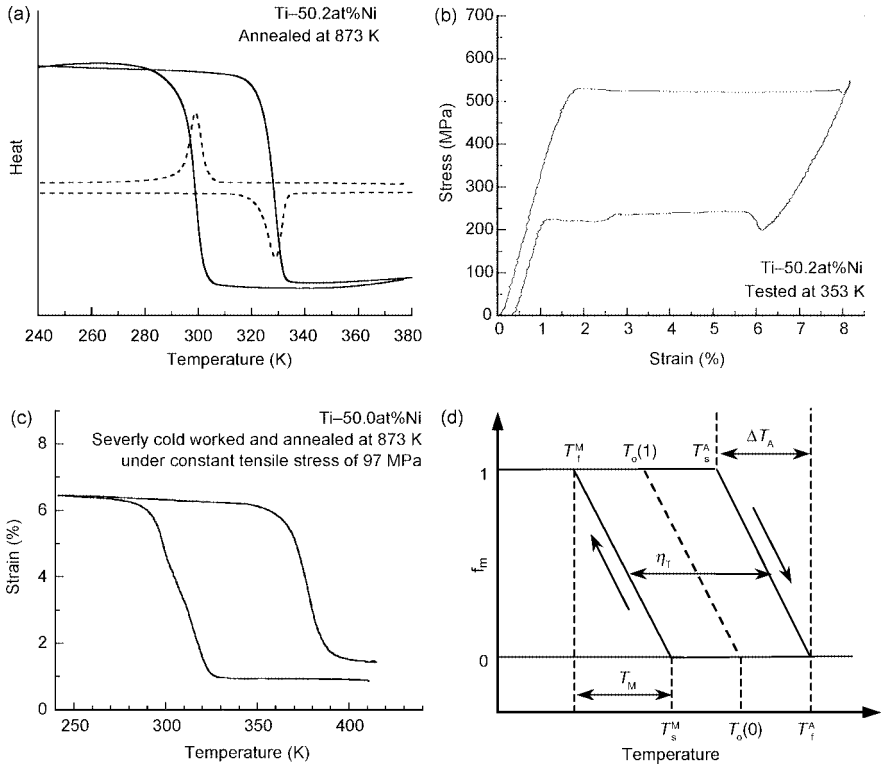 (a)
Ti–50.2at%Ni
Annealed at 873 K
Heat
240 260 280 300 320 340 360 380
Temperature (K)
(b)
700
600
500
400
300
200
100
0
Stress (MPa)
Ti–50.2at%Ni
Tested at 353 K
0 1 2 3 4 5 6 7 8
Strain (%)
(c)
Ti–50.0at%Ni
Severly cold worked and annealed at 873 K
under constant tensile stress of 97 MPa
8
6
4
2
0
Strain (%)
250 300 350 400
Temperature (K)
(d)
T_f^M T_o(1) T_s^A ΔT_A
1
f_m
η_T
0
T_M
T_s^M T_o(0) T_f^A
Temperature